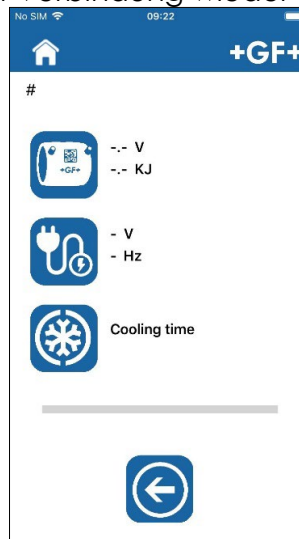 No SIM 09:22
+GF+
#
-.- V
+GF+
-.- KJ
- V
- Hz
Cooling time